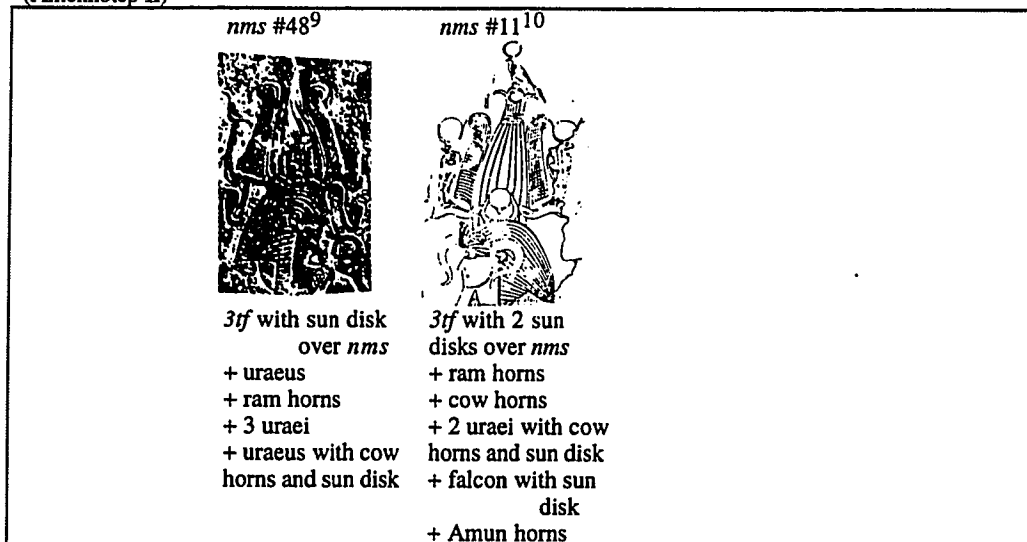 nms #48⁹
nms #11¹⁰
3tf with sun disk
over nms
+ uraeus
+ ram horns
+ 3 uraei
+ uraeus with cow
horns and sun disk
3tf with 2 sun
disks over nms
+ ram horns
+ cow horns
+ 2 uraei with cow
horns and sun disk
+ falcon with sun
disk
+ Amun horns